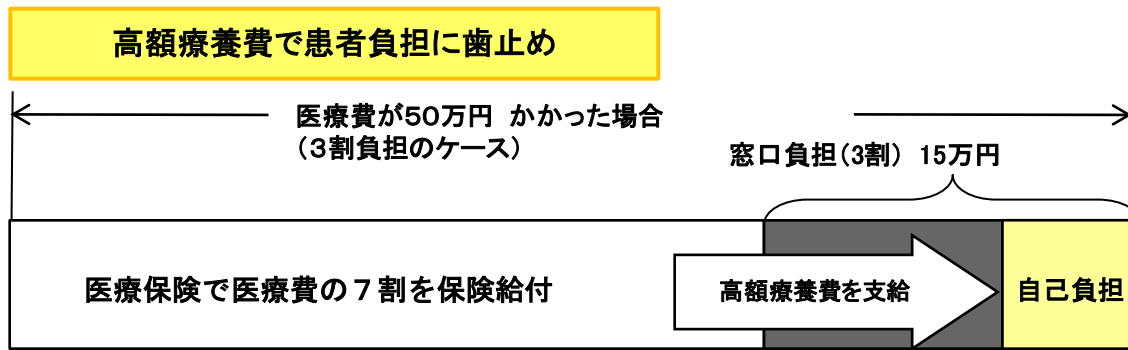 高額療養費で患者負担に歯止め
医療費が５０万円 かかった場合
（３割負担のケース）
窓口負担（3割） 15万円
医療保険で医療費の７割を保険給付
高額療養費を支給
自己負担